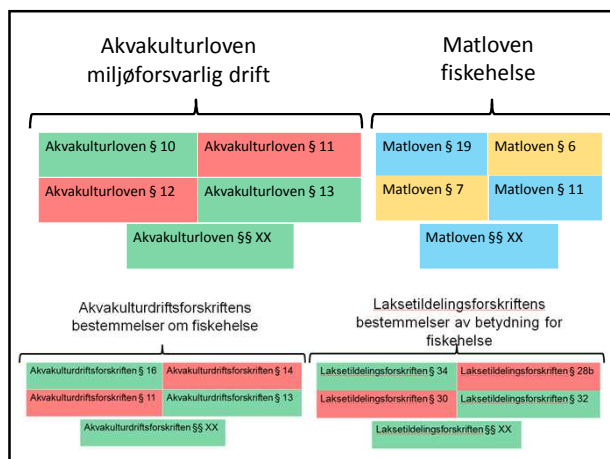 Akvakulturloven
miljøforsvarlig drift
Matloven
fiskehelse
Akvakulturloven § 10
Akvakulturloven § 11
Akvakulturloven § 12
Akvakulturloven § 13
Akvakulturloven §§ XX
Matloven § 19
Matloven § 6
Matloven § 7
Matloven § 11
Matloven §§ XX
Akvakulturdriftsforskriftens
bestemmelser om fiskehelse
Laksetildelingsforskriftens
bestemmelser av betydning for
fiskehelse
Akvakulturdriftsforskriften § 16
Akvakulturdriftsforskriften § 14
Akvakulturdriftsforskriften § 11
Akvakulturdriftsforskriften § 13
Akvakulturdriftsforskriften §§ XX
Laksetildelingsforskriften § 34
Laksetildelingsforskriften § 28b
Laksetildelingsforskriften § 30
Laksetildelingsforskriften § 32
Laksetildelingsforskriften §§ XX